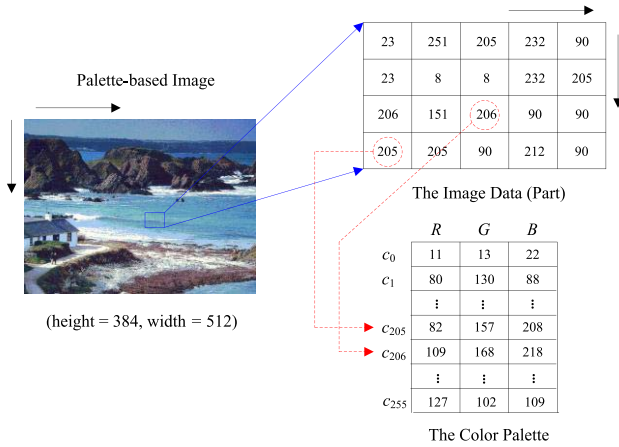 Palette-based Image
(height = 384, width = 512)
23 251 205 232 90
23 8 8 232 205
206 151 206 90 90
205 205 90 212 90
The Image Data (Part)
R G B
c0 11 13 22
c1 80 130 88
⋮ ⋮ ⋮
c205 82 157 208
c206 109 168 218
⋮ ⋮ ⋮
c255 127 102 109
The Color Palette